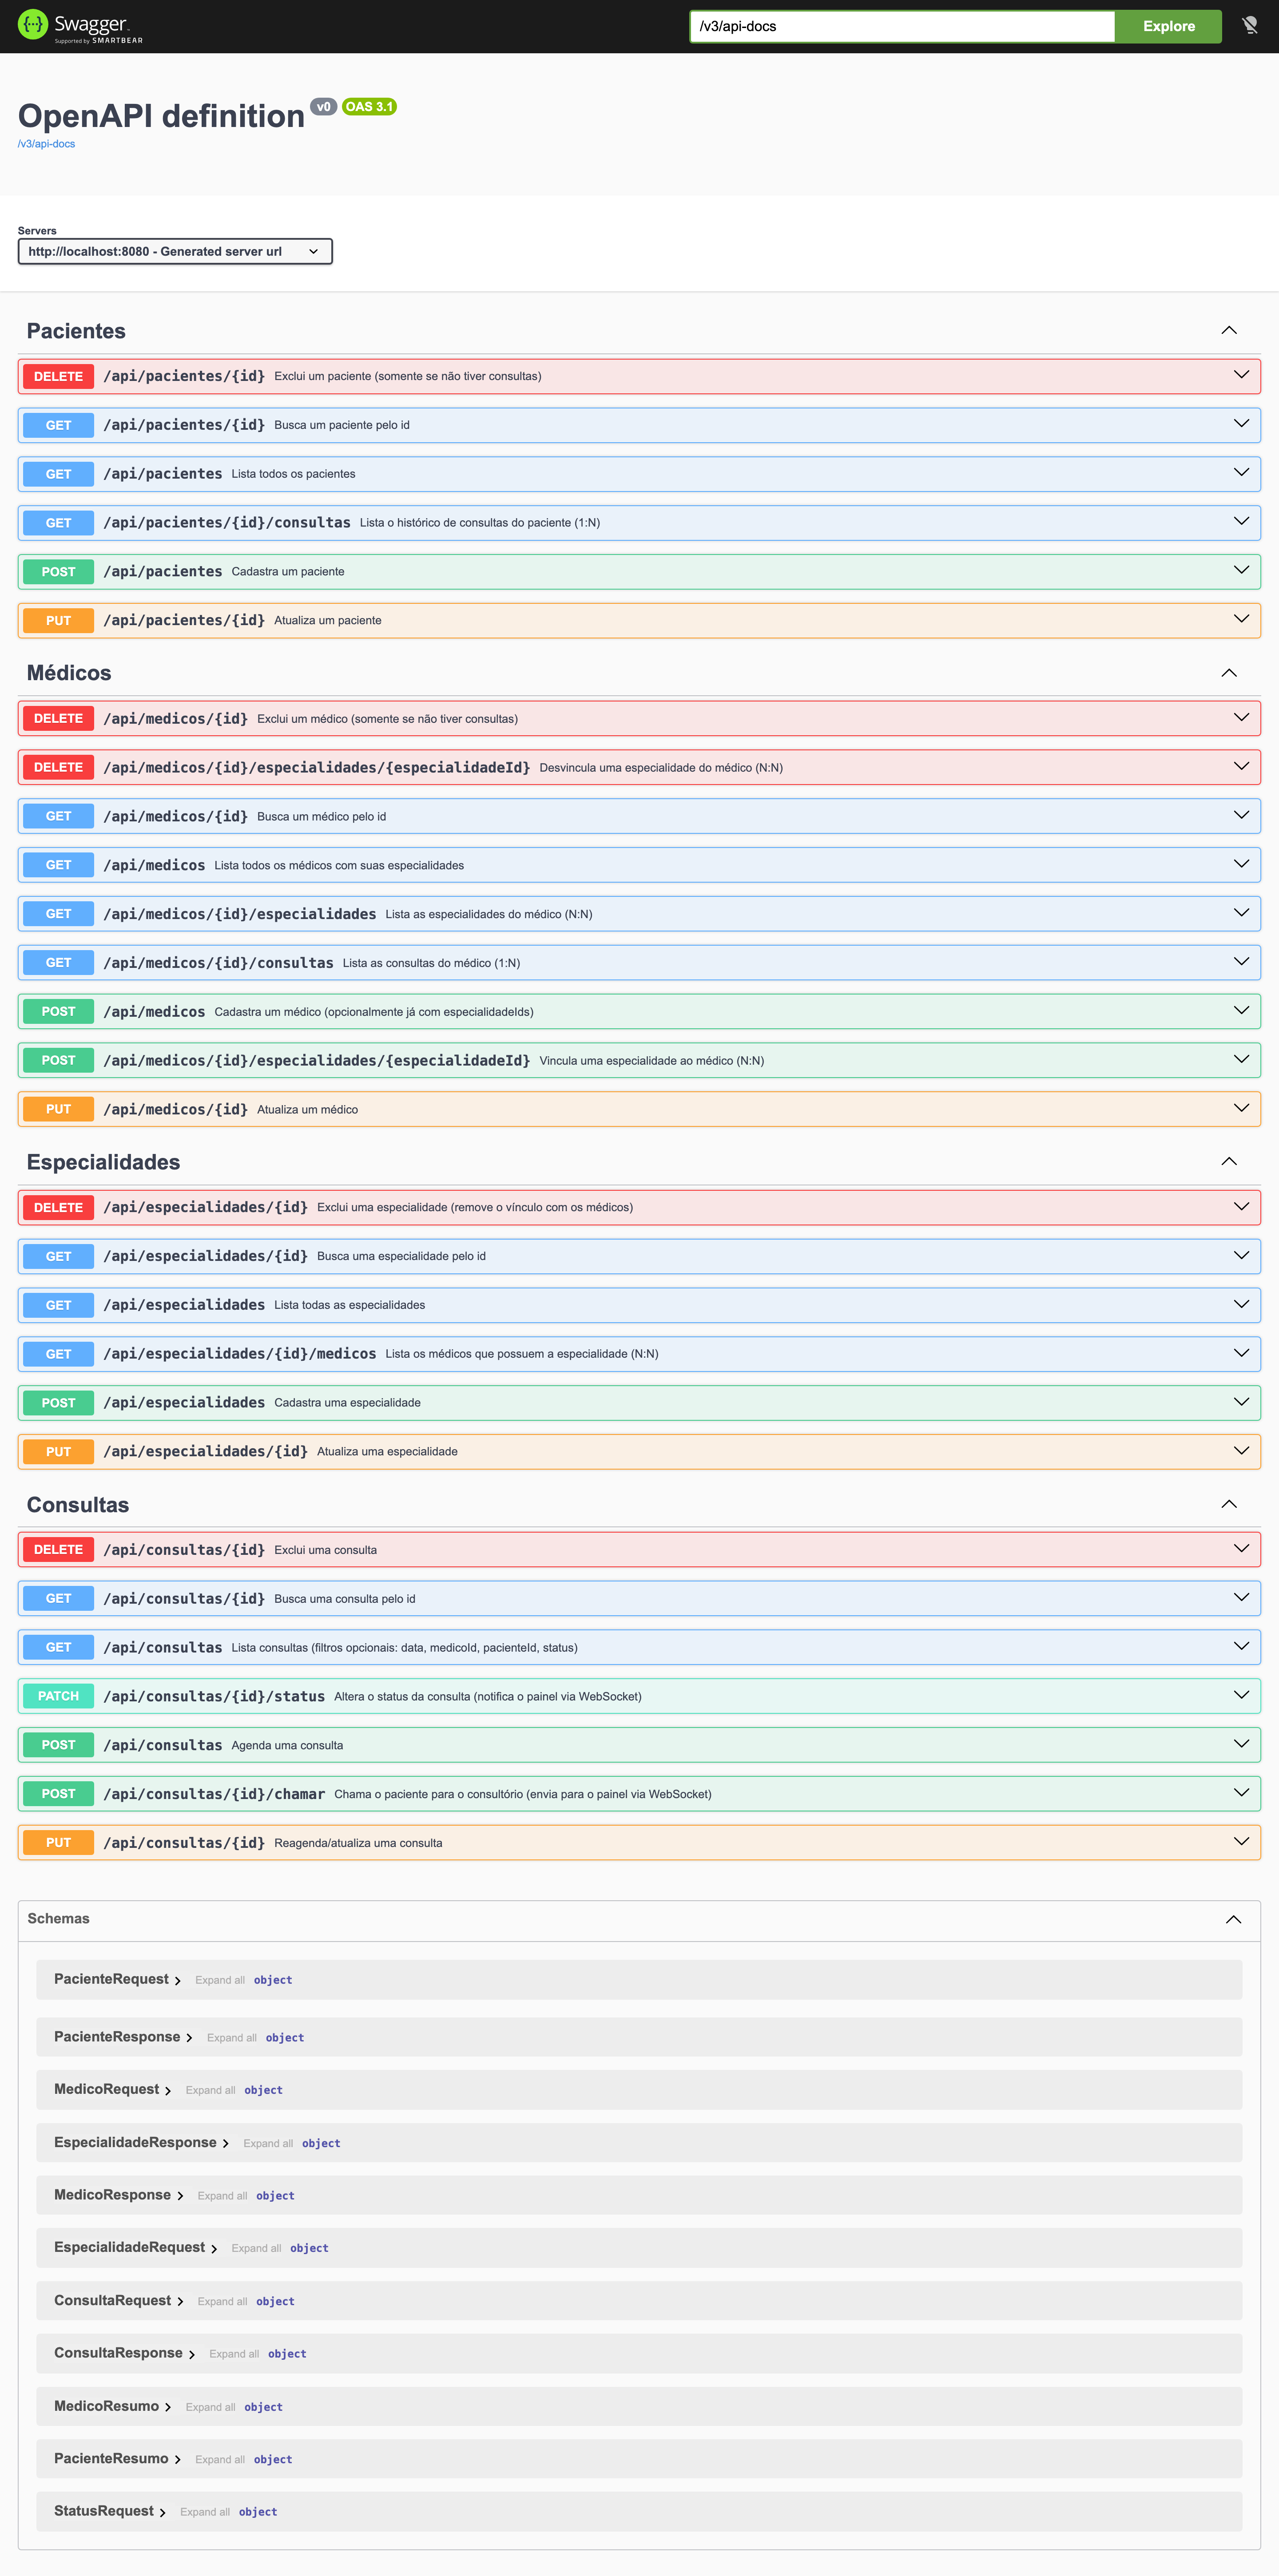 Swagger.
Supported by SMARTBEAR
/v3/api-docs
Explore
OpenAPI definition v0 OAS 3.1
/v3/api-docs
Servers
http://localhost:8080 - Generated server url
Pacientes
DELETE /api/pacientes/{id} Exclui um paciente (somente se não tiver consultas)
GET /api/pacientes/{id} Busca um paciente pelo id
GET /api/pacientes Lista todos os pacientes
GET /api/pacientes/{id}/consultas Lista o histórico de consultas do paciente (1:N)
POST /api/pacientes Cadastra um paciente
PUT /api/pacientes/{id} Atualiza um paciente
Médicos
DELETE /api/medicos/{id} Exclui um médico (somente se não tiver consultas)
DELETE /api/medicos/{id}/especialidades/{especialidadeId} Desvincula uma especialidade do médico (N:N)
GET /api/medicos/{id} Busca um médico pelo id
GET /api/medicos Lista todos os médicos com suas especialidades
GET /api/medicos/{id}/especialidades Lista as especialidades do médico (N:N)
GET /api/medicos/{id}/consultas Lista as consultas do médico (1:N)
POST /api/medicos Cadastra um médico (opcionalmente já com especialidadeIds)
POST /api/medicos/{id}/especialidades/{especialidadeId} Vincula uma especialidade ao médico (N:N)
PUT /api/medicos/{id} Atualiza um médico
Especialidades
DELETE /api/especialidades/{id} Exclui uma especialidade (remove o vínculo com os médicos)
GET /api/especialidades/{id} Busca uma especialidade pelo id
GET /api/especialidades Lista todas as especialidades
GET /api/especialidades/{id}/medicos Lista os médicos que possuem a especialidade (N:N)
POST /api/especialidades Cadastra uma especialidade
PUT /api/especialidades/{id} Atualiza uma especialidade
Consultas
DELETE /api/consultas/{id} Exclui uma consulta
GET /api/consultas/{id} Busca uma consulta pelo id
GET /api/consultas Lista consultas (filtros opcionais: data, medicoId, pacienteId, status)
PATCH /api/consultas/{id}/status Altera o status da consulta (notifica o painel via WebSocket)
POST /api/consultas Agenda uma consulta
POST /api/consultas/{id}/chamar Chama o paciente para o consultório (envia para o painel via WebSocket)
PUT /api/consultas/{id} Reagenda/atualiza uma consulta
Schemas
PacienteRequest Expand all object
PacienteResponse Expand all object
MedicoRequest Expand all object
EspecialidadeResponse Expand all object
MedicoResponse Expand all object
EspecialidadeRequest Expand all object
ConsultaRequest Expand all object
ConsultaResponse Expand all object
MedicoResumo Expand all object
PacienteResumo Expand all object
StatusRequest Expand all object